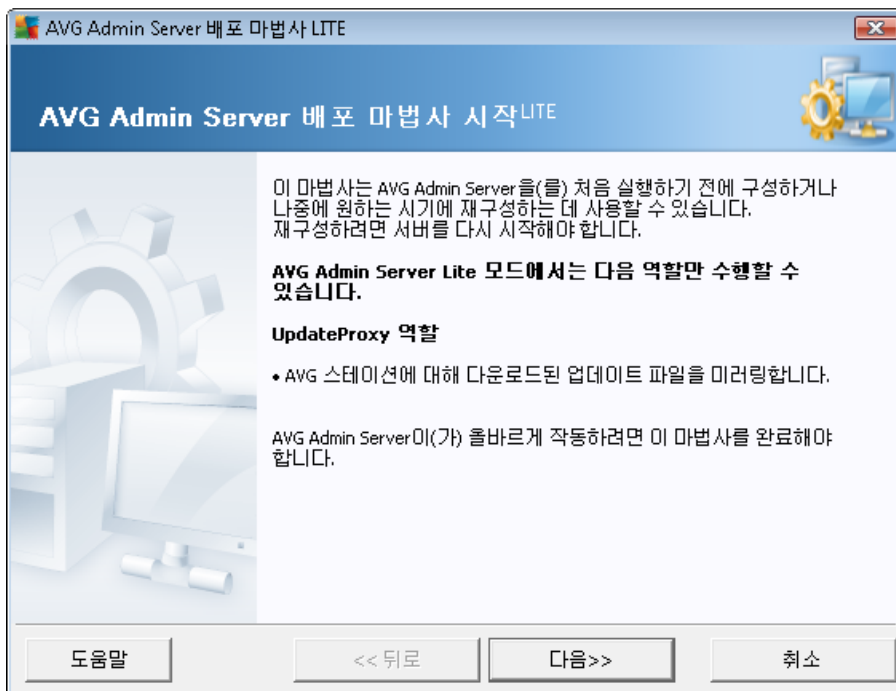 AVG Admin Server 배포 마법사 LITE
AVG Admin Server 배포 마법사 시작LITE
이 마법사는 AVG Admin Server을(를) 처음 실행하기 전에 구성하거나
나중에 원하는 시기에 재구성하는 데 사용할 수 있습니다.
재구성하려면 서버를 다시 시작해야합니다.
AVG Admin Server Lite 모드에서는 다음 역할만 수행할 수
있습니다.
UpdateProxy 역할
• AVG 스테이션에 대해 다운로드된 업데이트 파일을 미러링합니다.
AVG Admin Server이(가) 올바르게 작동하려면 이 마법사를 완료해야
합니다.
도움말
<< 뒤로
다음>>
취소